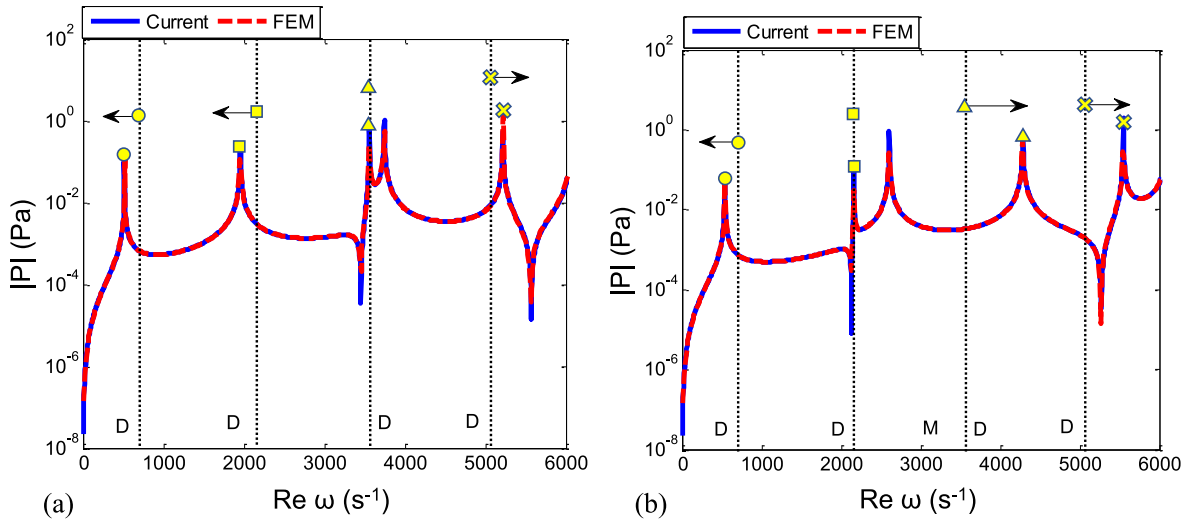 Current FEM
10^2
10^0
10^-2
10^-4
10^-6
10^-8
|P| (Pa)
D D D D
0 1000 2000 3000 4000 5000 6000
Re ω (s^-1)
(a)
Current FEM
10^2
10^0
10^-2
10^-4
10^-6
10^-8
|P| (Pa)
D D M D D
0 1000 2000 3000 4000 5000 6000
Re ω (s^-1)
(b)